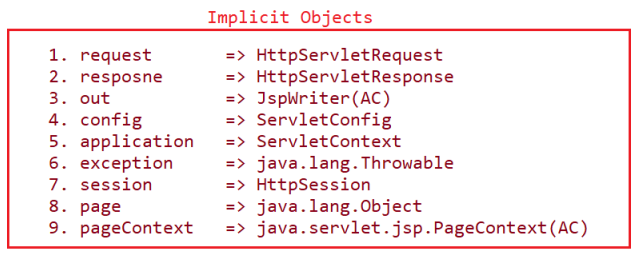 Implicit Objects
1. request => HttpServletRequest
2. resposne => HttpServletResponse
3. out => JspWriter(AC)
4. config => ServletConfig
5. application => ServletContext
6. exception => java.lang.Throwable
7. session => HttpSession
8. page => java.lang.Object
9. pageContext => java.servlet.jsp.PageContext(AC)